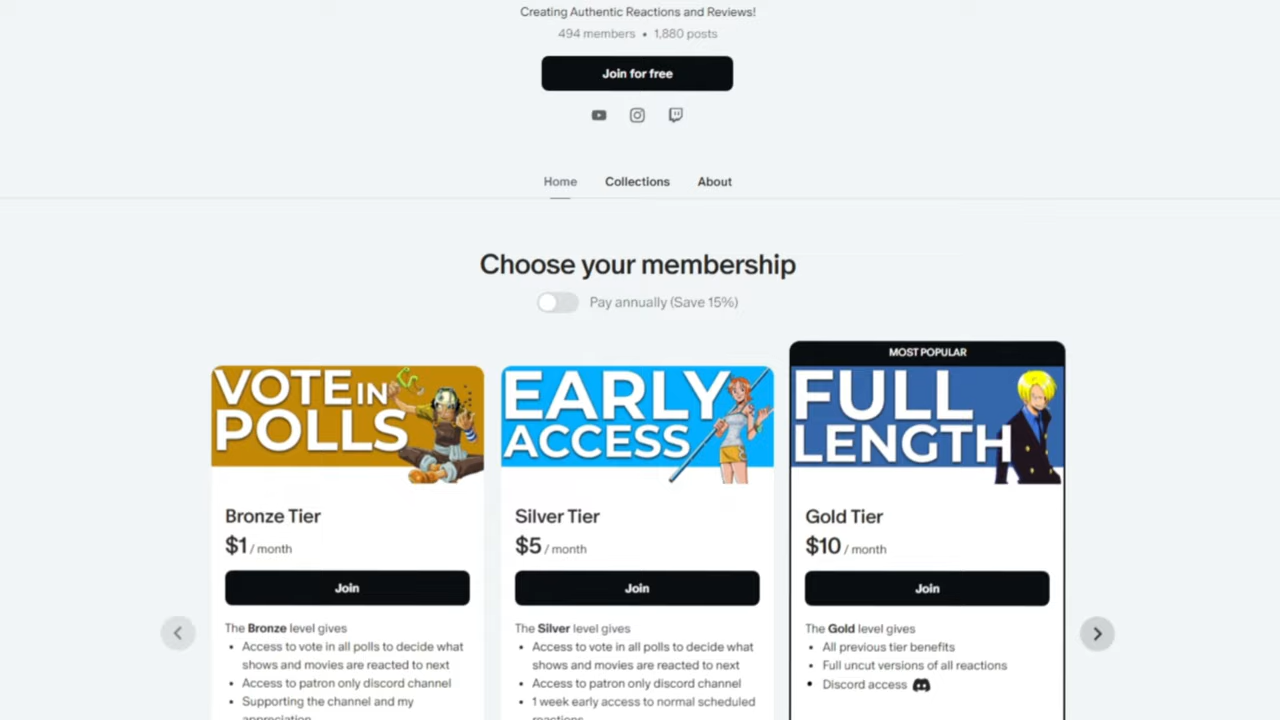 Creating Authentic Reactions and Reviews!
494 members • 1,880 posts
Join for free
Home Collections About
Choose your membership
Pay annually (Save 15%)
MOST POPULAR
VOTE IN
POLLS
EARLY
ACCESS
FULL
LENGTH
Bronze Tier
$1 / month
Join
The Bronze level gives
• Access to vote in all polls to decide what
shows and movies are reacted to next
• Access to patron only discord channel
• Supporting the channel and my
appreciation
Silver Tier
$5 / month
Join
The Silver level gives
• Access to vote in all polls to decide what
shows and movies are reacted to next
• Access to patron only discord channel
• 1 week early access to normal scheduled
reactions
Gold Tier
$10 / month
Join
The Gold level gives
• All previous tier benefits
• Full uncut versions of all reactions
• Discord access